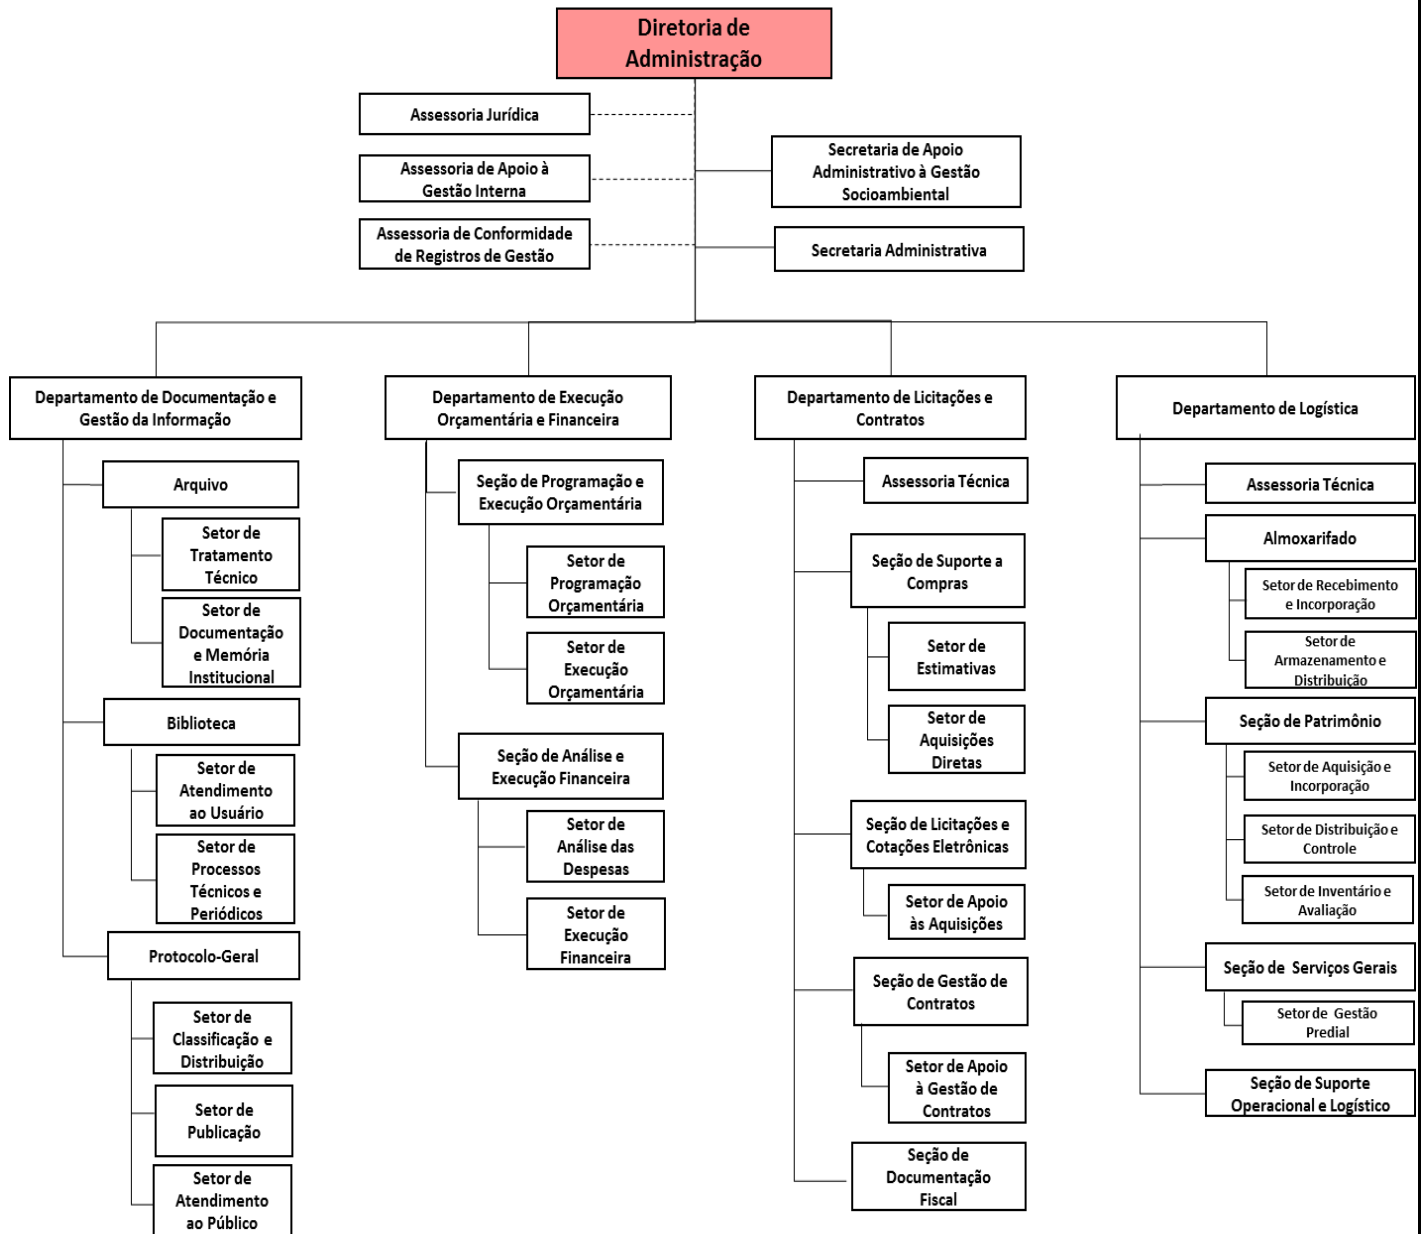 Diretoria de
Administração
Assessoria Jurídica
Assessoria de Apoio à
Gestão Interna
Assessoria de Conformidade
de Registros de Gestão
Secretaria de Apoio
Administrativo à Gestão
Socioambiental
Secretaria Administrativa
Departamento de Documentação e
Gestão da Informação
Arquivo
Setor de
Tratamento
Técnico
Setor de
Documentação
e Memória
Institucional
Biblioteca
Setor de
Atendimento
ao Usuário
Setor de
Processos
Técnicos e
Periódicos
Protocolo-Geral
Setor de
Classificação e
Distribuição
Setor de
Publicação
Setor de
Atendimento
ao Público
Departamento de Execução
Orçamentária e Financeira
Seção de Programação e
Execução Orçamentária
Setor de
Programação
Orçamentária
Setor de
Execução
Orçamentária
Seção de Análise e
Execução Financeira
Setor de
Análise das
Despesas
Setor de
Execução
Financeira
Departamento de Licitações e
Contratos
Assessoria Técnica
Seção de Suporte a
Compras
Setor de
Estimativas
Setor de
Aquisições
Diretas
Seção de Licitações e
Cotações Eletrônicas
Setor de Apoio
às Aquisições
Seção de Gestão de
Contratos
Setor de Apoio
à Gestão de
Contratos
Seção de
Documentação
Fiscal
Departamento de Logística
Assessoria Técnica
Almoxarifado
Setor de Recebimento
e Incorporação
Setor de
Armazenamento e
Distribuição
Seção de Patrimônio
Setor de Aquisição e
Incorporação
Setor de Distribuição e
Controle
Setor de Inventário e
Avaliação
Seção de Serviços Gerais
Setor de Gestão
Predial
Seção de Suporte
Operacional e Logístico